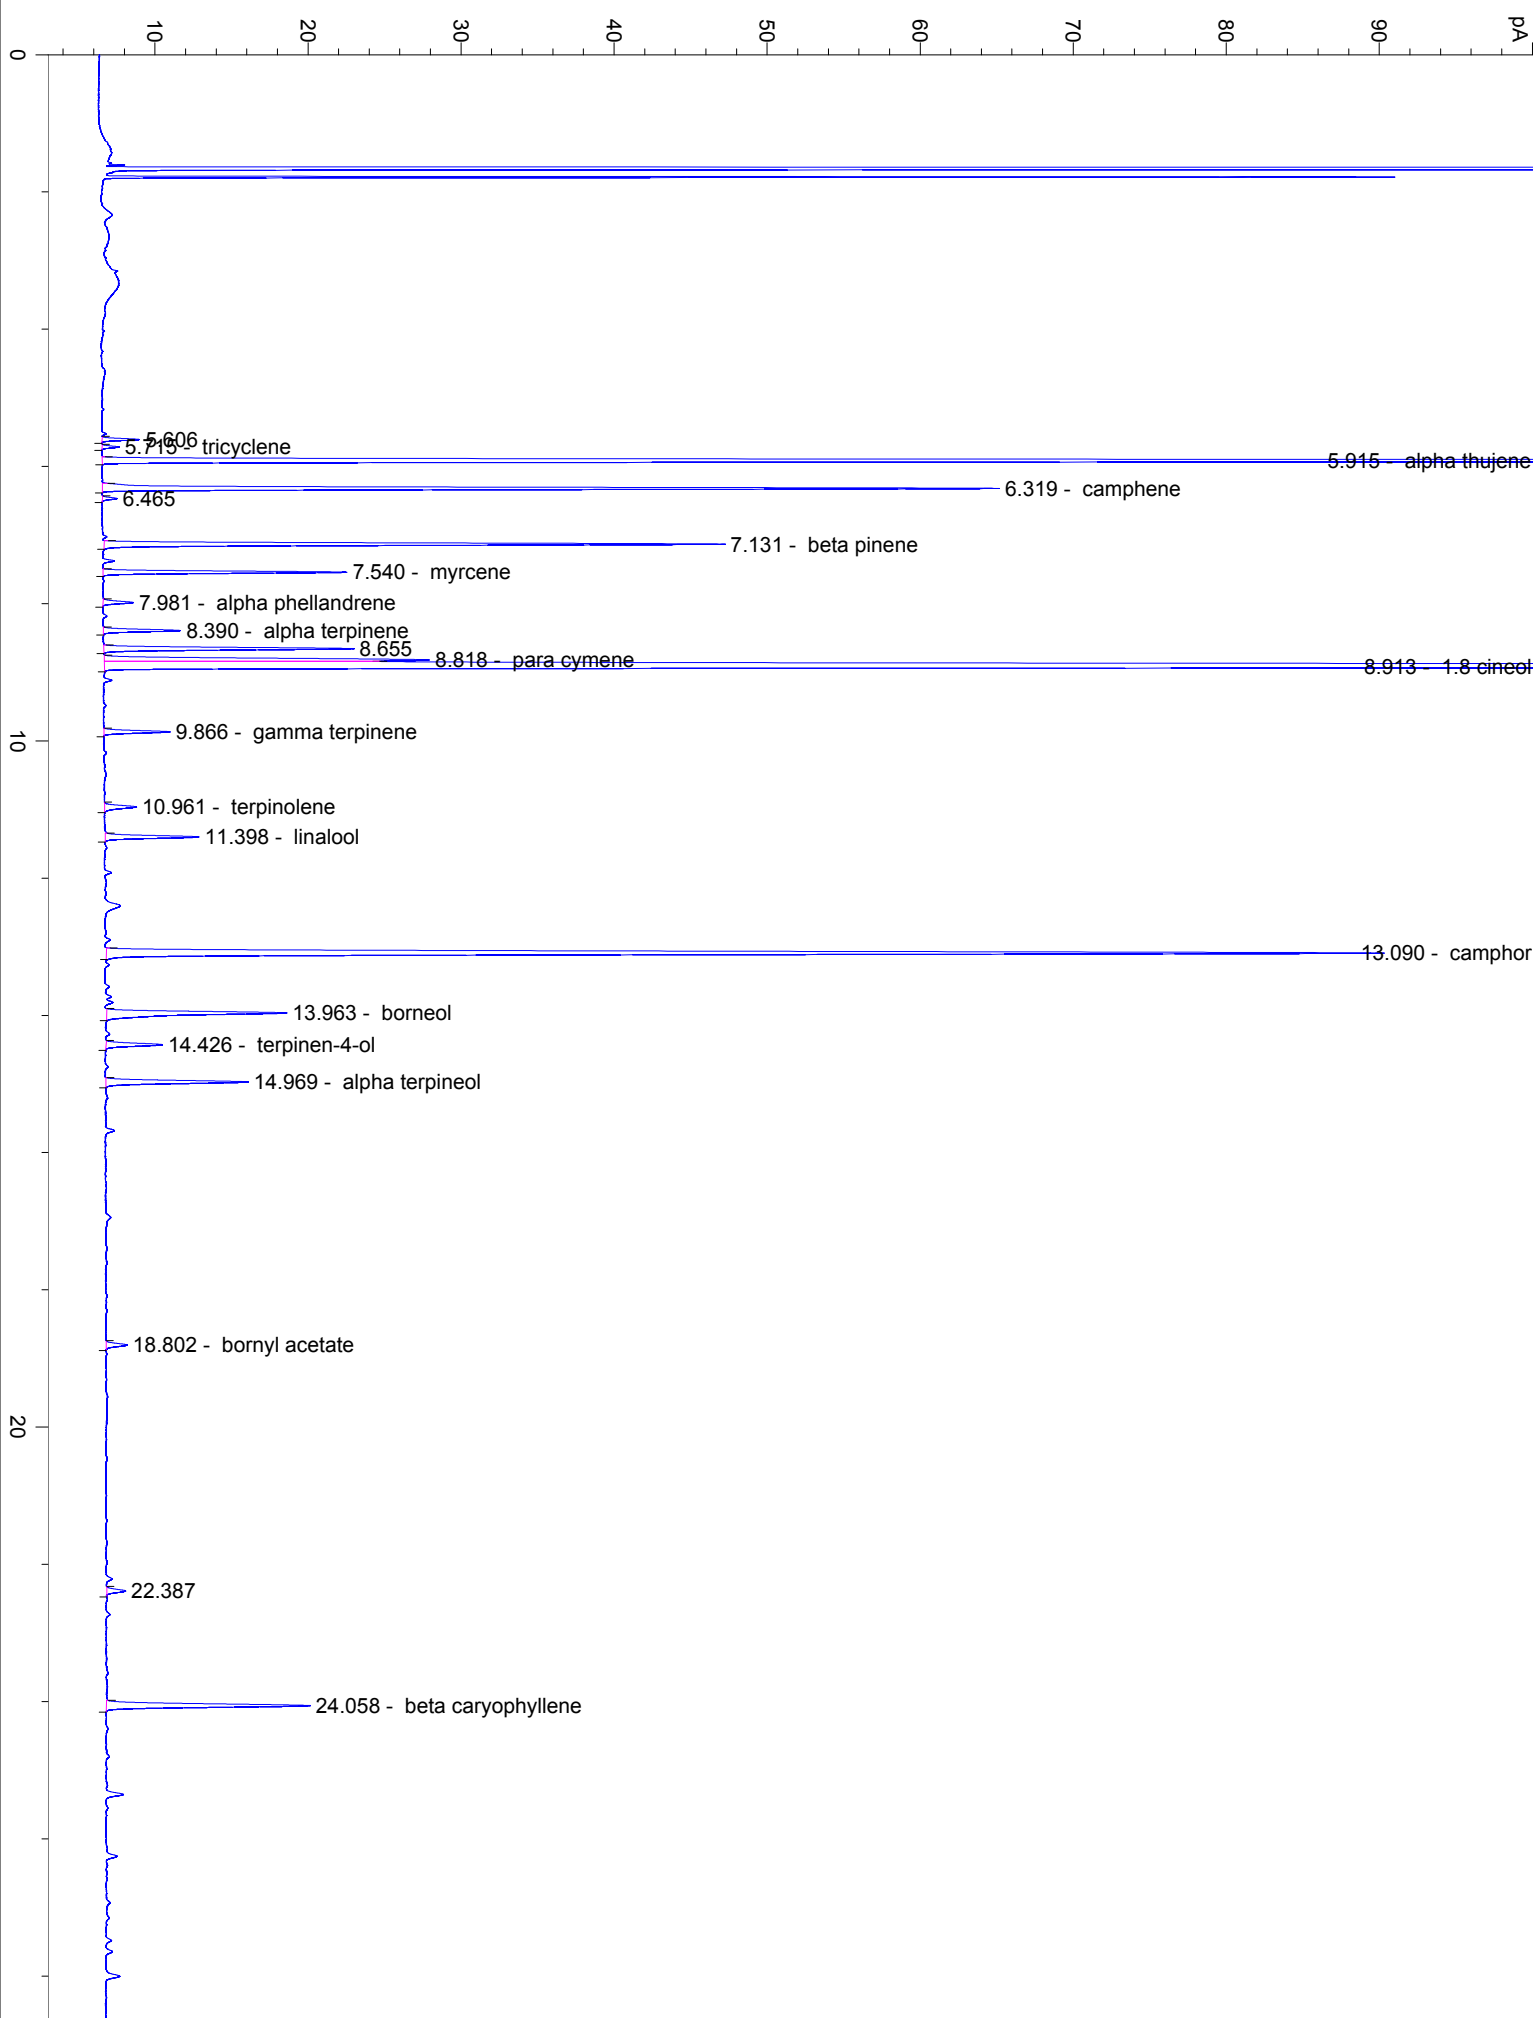 pA
10
20
30
40
50
60
70
80
90
0
5.606
5.715 - tricyclene
5.915 - alpha thujene
6.319 - camphene
6.465
7.131 - beta pinene
7.540 - myrcene
7.981 - alpha phellandrene
8.390 - alpha terpinene
8.655
8.818 - para cymene
8.913 - 1.8 cineol
9.866 - gamma terpinene
10
10.961 - terpinolene
11.398 - linalool
13.090 - camphor
13.963 - borneol
14.426 - terpinen-4-ol
14.969 - alpha terpineol
18.802 - bornyl acetate
20
22.387
24.058 - beta caryophyllene